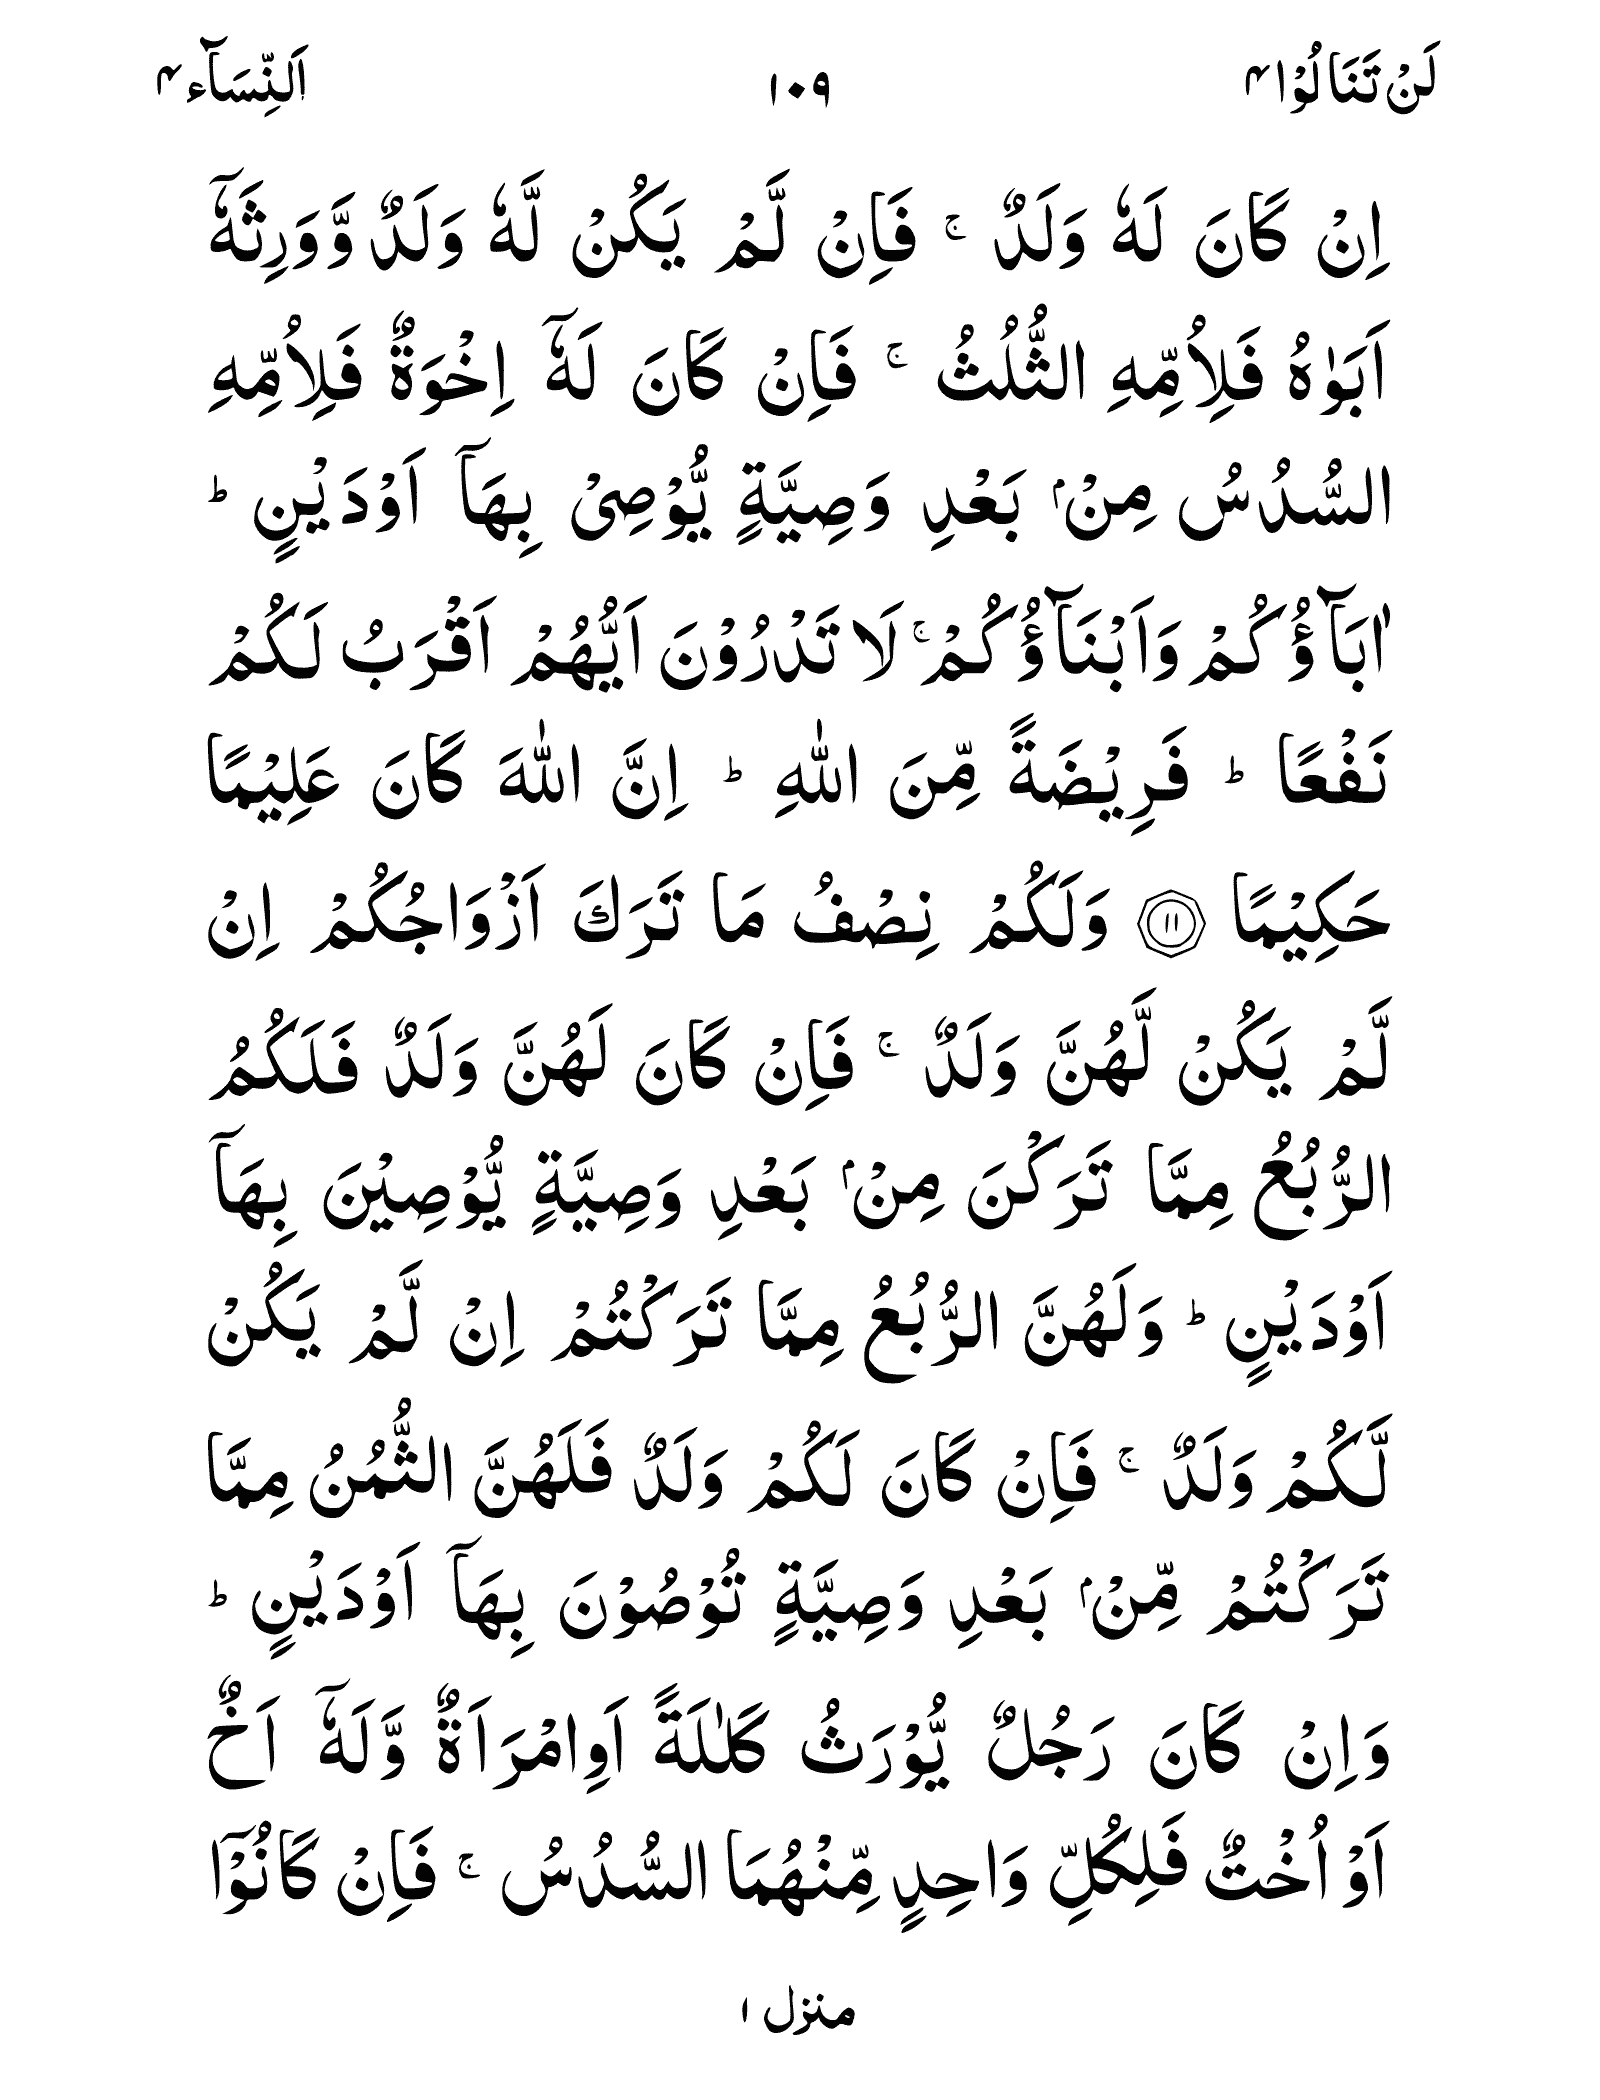 لَنْ تَنَالُوْا ٤ ١٠٩ اَلنِّسَآء ٤
اِنْ كَانَ لَهٗ وَلَدٌ ۚ فَاِنْ لَّمْ يَكُنْ لَّهٗ وَلَدٌ وَّوَرِثَهٗٓ
اَبَوٰهُ فَلِاُمِّهِ الثُّلُثُ ۚ فَاِنْ كَانَ لَهٗٓ اِخْوَةٌ فَلِاُمِّهِ
السُّدُسُ مِنْۢ بَعْدِ وَصِيَّةٍ يُّوْصِىْ بِهَآ اَوْدَيْنٍ ؕ
اٰبَآؤُكُمْ وَاَبْنَآؤُكُمْ ۚ لَا تَدْرُوْنَ اَيُّهُمْ اَقْرَبُ لَكُمْ
نَفْعًا ؕ فَرِيْضَةً مِّنَ اللّٰهِ ؕ اِنَّ اللّٰهَ كَانَ عَلِيْمًا
حَكِيْمًا ۝١١ وَلَكُمْ نِصْفُ مَا تَرَكَ اَزْوَاجُكُمْ اِنْ
لَّمْ يَكُنْ لَّهُنَّ وَلَدٌ ۚ فَاِنْ كَانَ لَهُنَّ وَلَدٌ فَلَكُمُ
الرُّبُعُ مِمَّا تَرَكْنَ مِنْۢ بَعْدِ وَصِيَّةٍ يُّوْصِيْنَ بِهَآ
اَوْدَيْنٍ ؕ وَلَهُنَّ الرُّبُعُ مِمَّا تَرَكْتُمْ اِنْ لَّمْ يَكُنْ
لَّكُمْ وَلَدٌ ۚ فَاِنْ كَانَ لَكُمْ وَلَدٌ فَلَهُنَّ الثُّمُنُ مِمَّا
تَرَكْتُمْ مِّنْۢ بَعْدِ وَصِيَّةٍ تُوْصُوْنَ بِهَآ اَوْدَيْنٍ ؕ
وَاِنْ كَانَ رَجُلٌ يُّوْرَثُ كَلٰلَةً اَوِامْرَاَةٌ وَّلَهٗٓ اَخٌ
اَوْ اُخْتٌ فَلِكُلِّ وَاحِدٍ مِّنْهُمَا السُّدُسُ ۚ فَاِنْ كَانُوْٓا
منزل ١